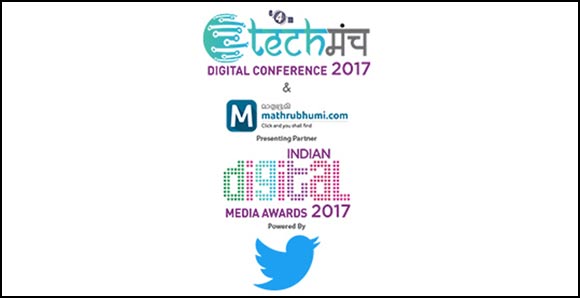 e4m
techमंच
DIGITAL CONFERENCE 2017
&
M
മാതൃഭൂമി
mathrubhumi.com
Click and you shall find
Presenting Partner
INDIAN
digital
MEDIA AWARDS 2017
Powered By